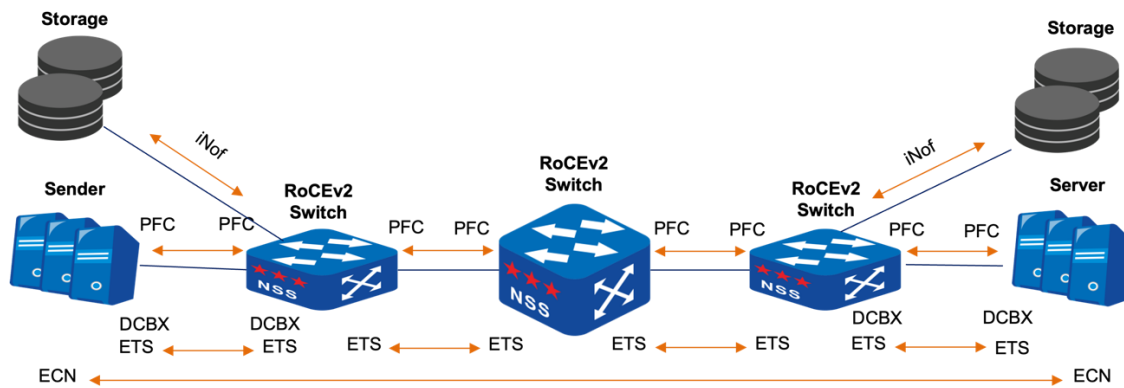 Storage
Storage
iNof
iNof
RoCEv2
Switch
Sender
RoCEv2
Switch
RoCEv2
Switch
Server
PFC
PFC
PFC
PFC
PFC
PFC
PFC
PFC
NSS
NSS
NSS
DCBX
DCBX
DCBX
DCBX
ETS
ETS
ETS
ETS
ETS
ETS
ETS
ETS
ECN
ECN